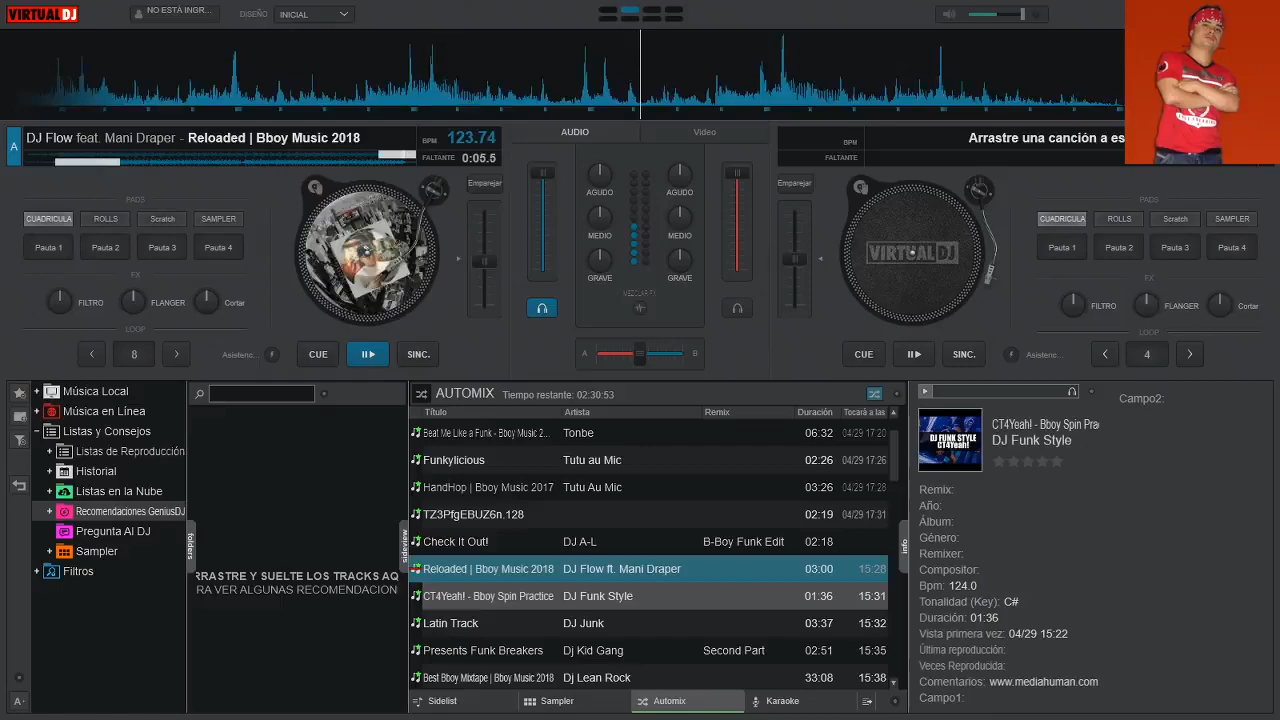 VIRTUAL DJ
NO ESTÁ INGR...
DISEÑO
INICIAL
A
DJ Flow feat. Mani Draper - Reloaded | Bboy Music 2018
BPM 123.74
FALTANTE 0:05.5
AUDIO
Video
BPM
FALTANTE
Arrastre una canción a es
PADS
CUADRICULA
ROLLS
Scratch
SAMPLER
Pauta 1
Pauta 2
Pauta 3
Pauta 4
FX
FILTRO
FLANGER
Cortar
LOOP
8
Asistenc...
CUE
SINC.
Emparejar
AGUDO
AGUDO
MEDIO
MEDIO
GRAVE
GRAVE
MEZCLAR FX
A
B
Emparejar
VIRTUAL DJ
PADS
CUADRICULA
ROLLS
Scratch
SAMPLER
Pauta 1
Pauta 2
Pauta 3
Pauta 4
FX
FILTRO
FLANGER
Cortar
LOOP
CUE
SINC.
Asistenc...
4
Música Local
Música en Línea
Listas y Consejos
Listas de Reproducción
Historial
Listas en la Nube
Recomendaciones GeniusDJ
Pregunta Al DJ
Sampler
Filtros
A
folders
RRASTRE Y SUELTE LOS TRACKS AQ
RA VER ALGUNAS RECOMENDACION
sideview
AUTOMIX Tiempo restante: 02:30:53
Título Artista Remix Duración Tocará a las
Beat Me Like a Funk - Bboy Music 2... Tonbe 06:32 04/29 17:20
Funkylicious Tutu au Mic 02:26 04/29 17:26
HandHop | Bboy Music 2017 Tutu Au Mic 03:26 04/29 17:29
TZ3PfgEBUZ6n.128 02:19 04/29 17:31
Check It Out! DJ A-L B-Boy Funk Edit 02:18
Reloaded | Bboy Music 2018 DJ Flow ft. Mani Draper 03:00 15:28
CT4Yeah! - Bboy Spin Practice DJ Funk Style 01:36 15:31
Latin Track DJ Junk 03:37 15:32
Presents Funk Breakers Dj Kid Gang Second Part 02:51 15:35
Best Bboy Mixtape | Bboy Music 2018 Dj Lean Rock 33:08 15:38
Sidelist
Sampler
Automix
Karaoke
info
DJ FUNK STYLE
CT4Yeah!
CT4Yeah! - Bboy Spin Pra
DJ Funk Style
Campo2:
Remix:
Año:
Álbum:
Género:
Remixer:
Compositor:
Bpm: 124.0
Tonalidad (Key): C#
Duración: 01:36
Vista primera vez: 04/29 15:22
Última reproducción:
Veces Reproducida:
Comentarios: www.mediahuman.com
Campo1: